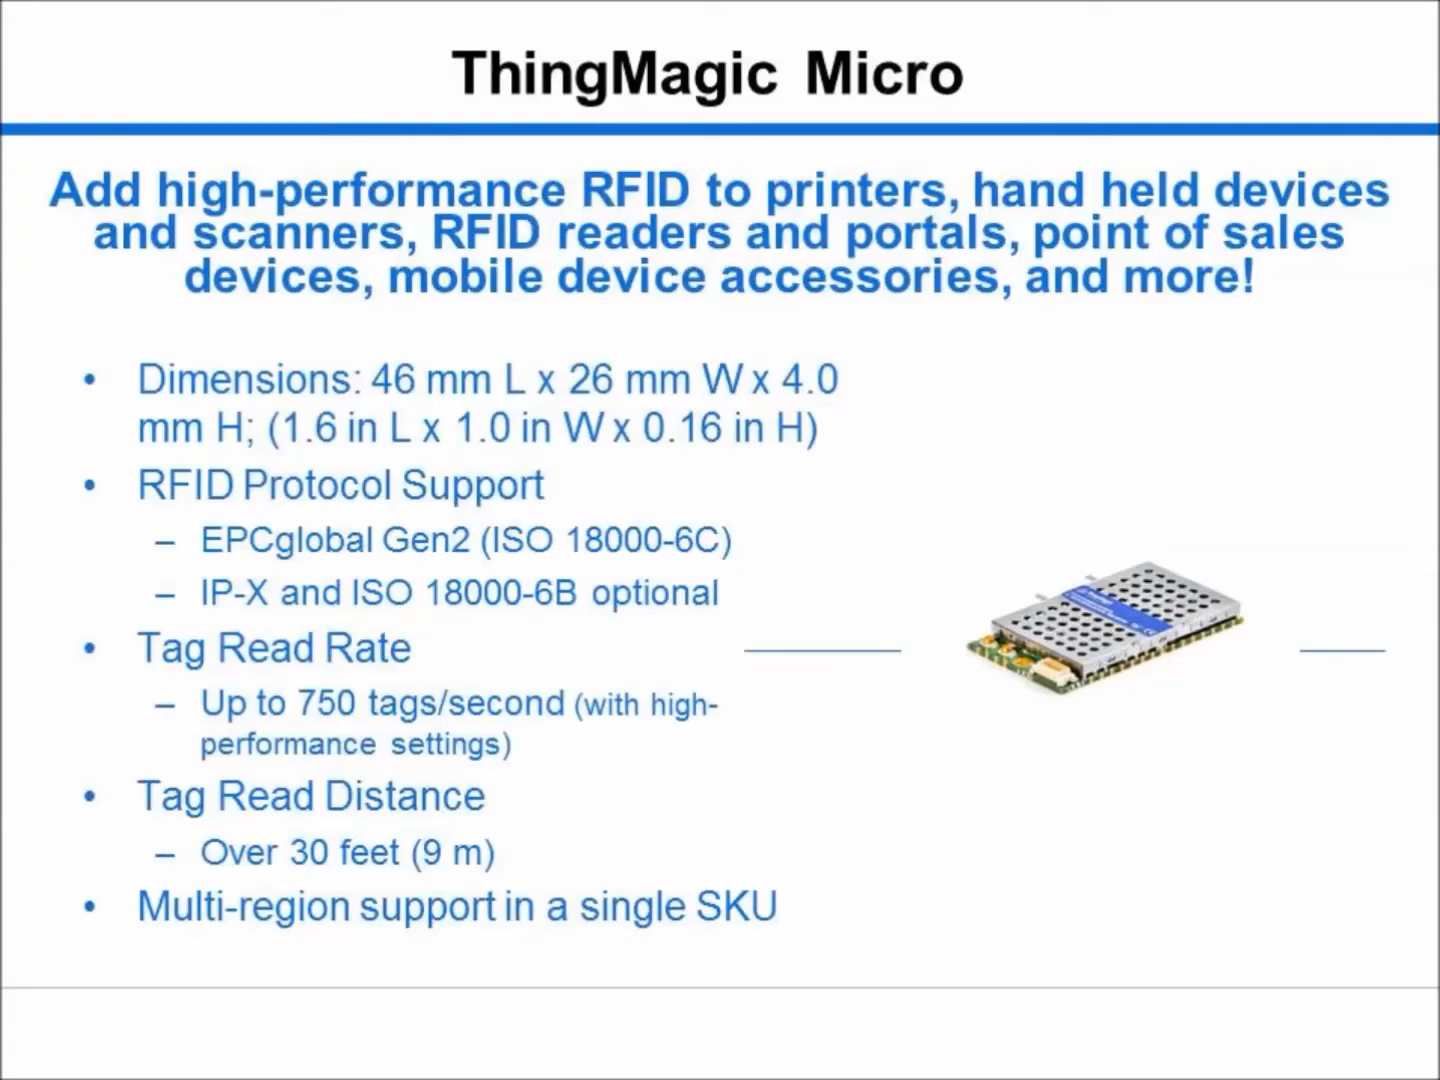 ThingMagic Micro
Add high-performance RFID to printers, hand held devices
and scanners, RFID readers and portals, point of sales
devices, mobile device accessories, and more!
• Dimensions: 46 mm L x 26 mm W x 4.0
mm H; (1.6 in L x 1.0 in W x 0.16 in H)
• RFID Protocol Support
– EPCglobal Gen2 (ISO 18000-6C)
– IP-X and ISO 18000-6B optional
• Tag Read Rate
– Up to 750 tags/second (with high-
performance settings)
• Tag Read Distance
– Over 30 feet (9 m)
• Multi-region support in a single SKU